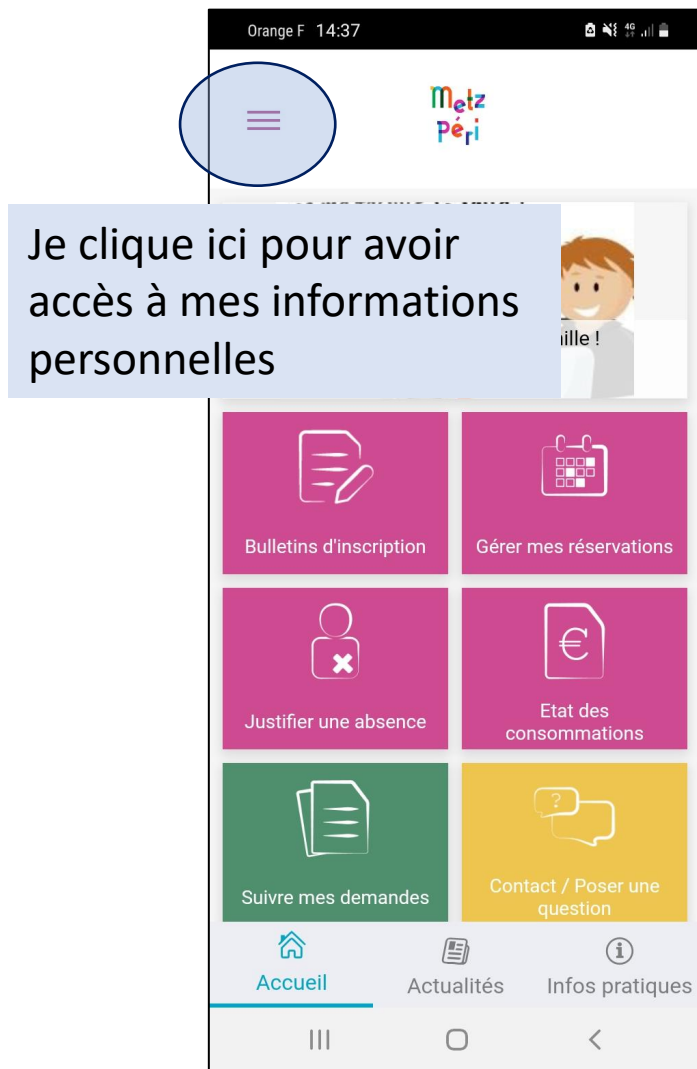 Orange F 14:37
4G
Metz
Péri
Je clique ici pour avoir
accès à mes informations
personnelles
ille !
Bulletins d'inscription
Gérer mes réservations
Justifier une absence
Etat des
consommations
Suivre mes demandes
Contact / Poser une
question
Accueil
Actualités
Infos pratiques